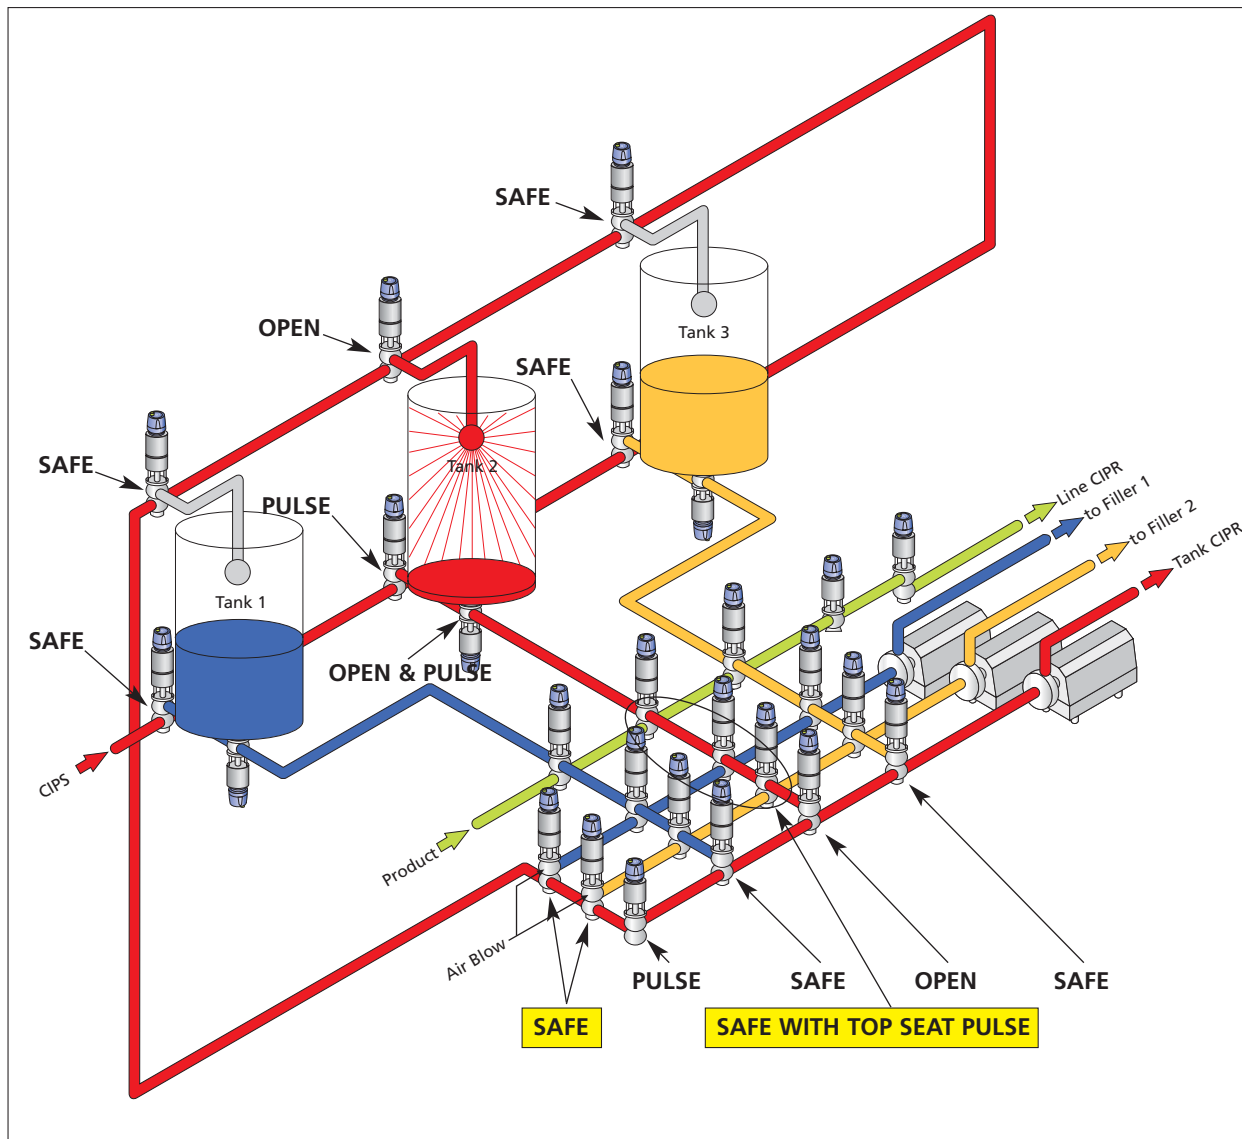 SAFE
OPEN
Tank 3
SAFE
SAFE
Tank 2
PULSE
Line CIPR
to Filler 1
to Filler 2
Tank CIPR
Tank 1
SAFE
OPEN & PULSE
CIPS
Product
Air Blow
PULSE
SAFE
OPEN
SAFE
SAFE
SAFE WITH TOP SEAT PULSE